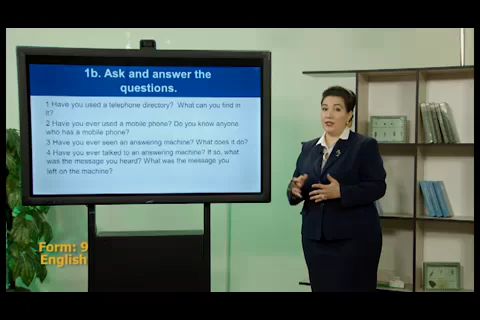 1b. Ask and answer the
questions.
1.Have you used a telephone directory? What can you find in
it?
2.Have you ever used a mobile phone? Do you know anyone
who has a mobile phone?
3.Have you ever seen an answering machine? What does it do?
4.Have you ever talked to an answering machine? If so, what
was the message you heard? What was the message you
left on the machine?
Form: 9
English